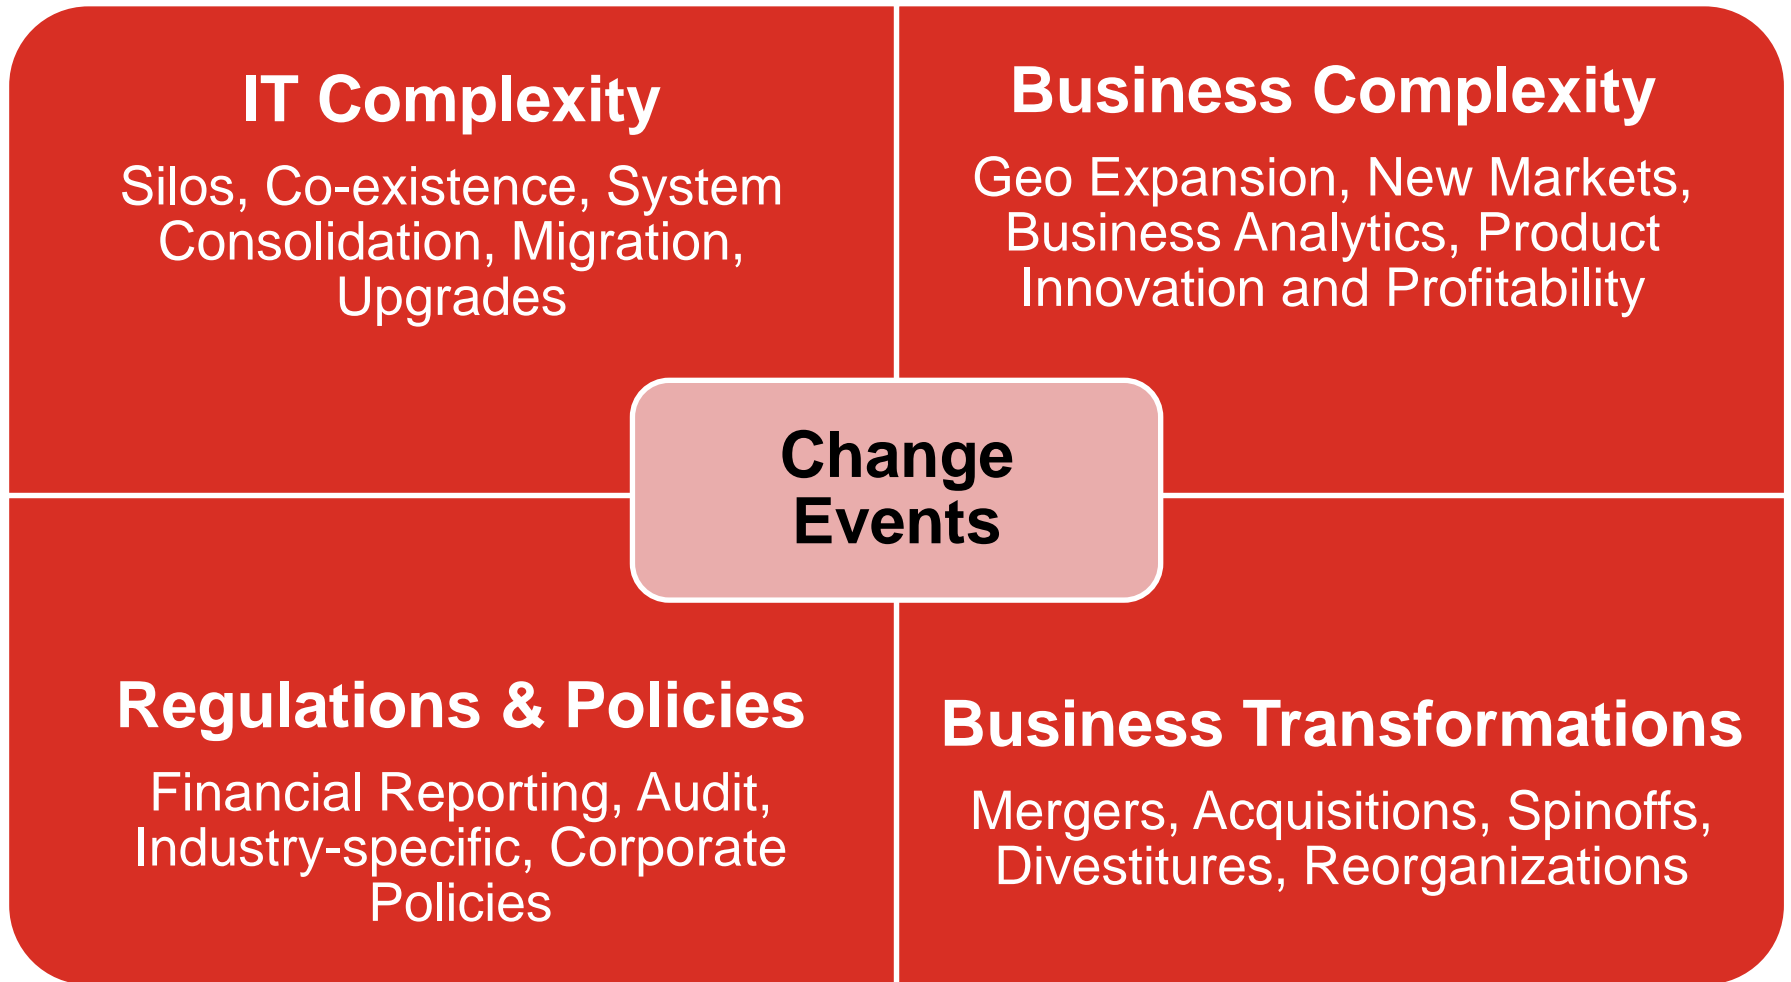 IT Complexity
Silos, Co-existence, System
Consolidation, Migration,
Upgrades
Business Complexity
Geo Expansion, New Markets,
Business Analytics, Product
Innovation and Profitability
Change
Events
Regulations & Policies
Financial Reporting, Audit,
Industry-specific, Corporate
Policies
Business Transformations
Mergers, Acquisitions, Spinoffs,
Divestitures, Reorganizations